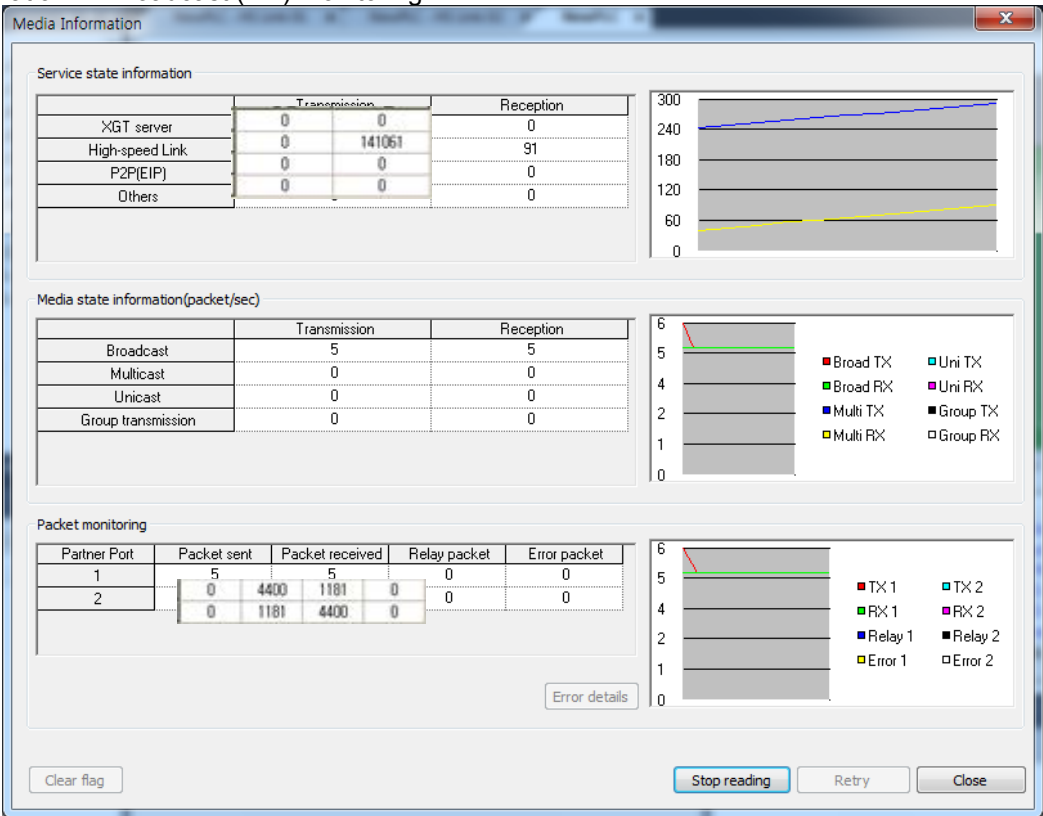 Media Information
Service state information
Transmission Reception
XGT server 0 0 0
High-speed Link 0 141061 91
P2P(EIP) 0 0 0
Others 0 0 0
300
240
180
120
60
0
Media state information(packet/sec)
Transmission Reception
Broadcast 5 5
Multicast 0 0
Unicast 0 0
Group transmission 0 0
6
5
4
2
1
0
Broad TX Uni TX
Broad RX Uni RX
Multi TX Group TX
Multi RX Group RX
Packet monitoring
Partner Port Packet sent Packet received Relay packet Error packet
1 5 5 0 0
0 4400 1181 0
2 0 0
0 1181 4400 0
6
5
4
2
1
0
TX 1 TX 2
RX 1 RX 2
Relay 1 Relay 2
Error 1 Error 2
Error details
Clear flag Stop reading Retry Close